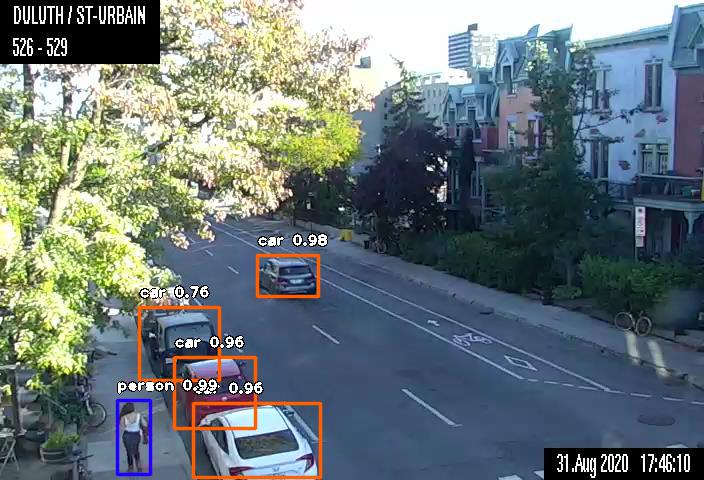 DULUTH / ST-URBAIN
526 - 529
car 0.98
car 0.76
car 0.96
person 0.99
car 0.96
31.Aug 2020 17:46:10